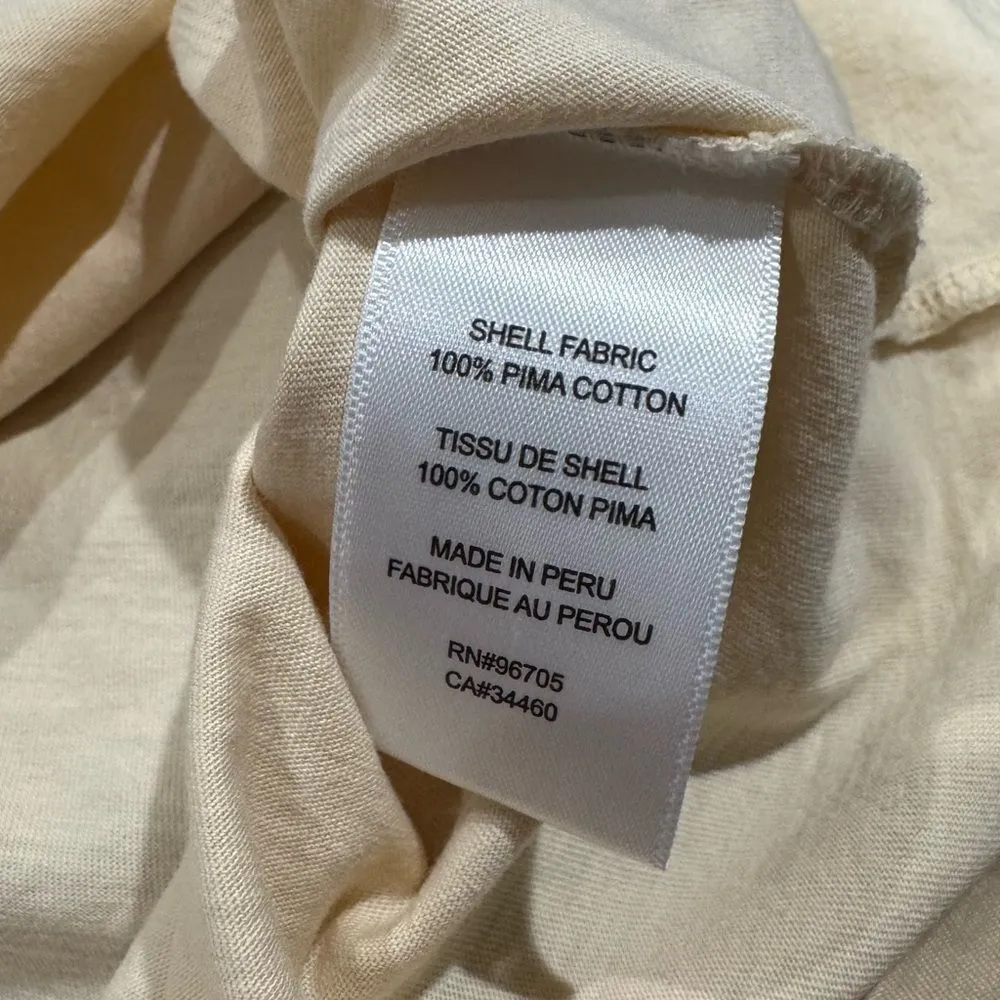 SHELL FABRIC
100% PIMA COTTON
TISSU DE SHELL
100% COTON PIMA
MADE IN PERU
FABRIQUE AU PEROU
RN#96705
CA#34460